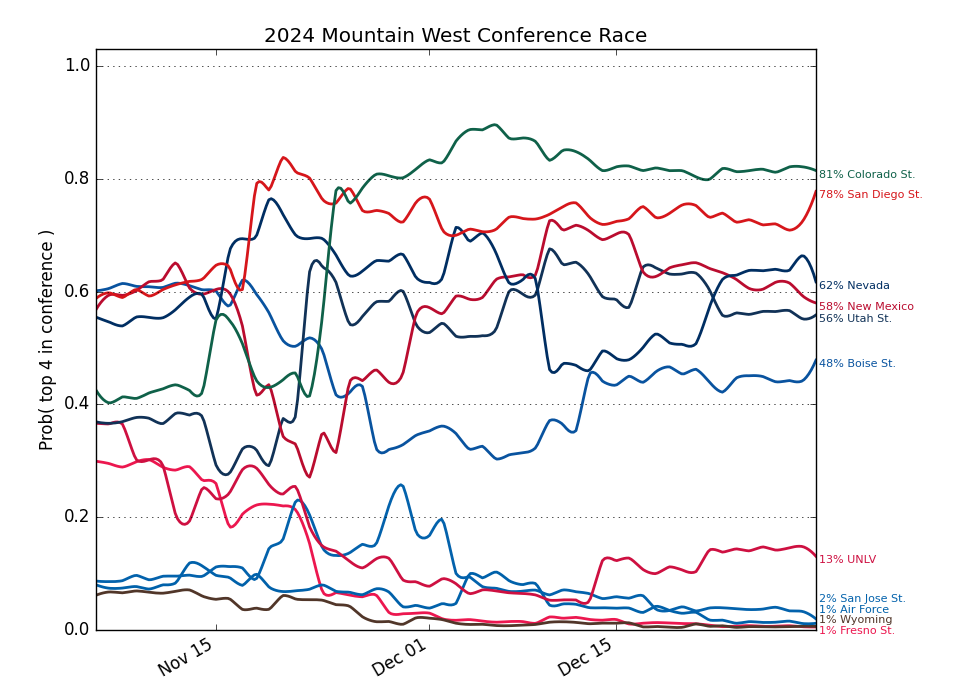 2024 Mountain West Conference Race
Prob( top 4 in conference )
1.0
0.8
0.6
0.4
0.2
0.0
Nov 15
Dec 01
Dec 15
81% Colorado St.
78% San Diego St.
62% Nevada
58% New Mexico
56% Utah St.
48% Boise St.
13% UNLV
2% San Jose St.
1% Air Force
1% Wyoming
1% Fresno St.